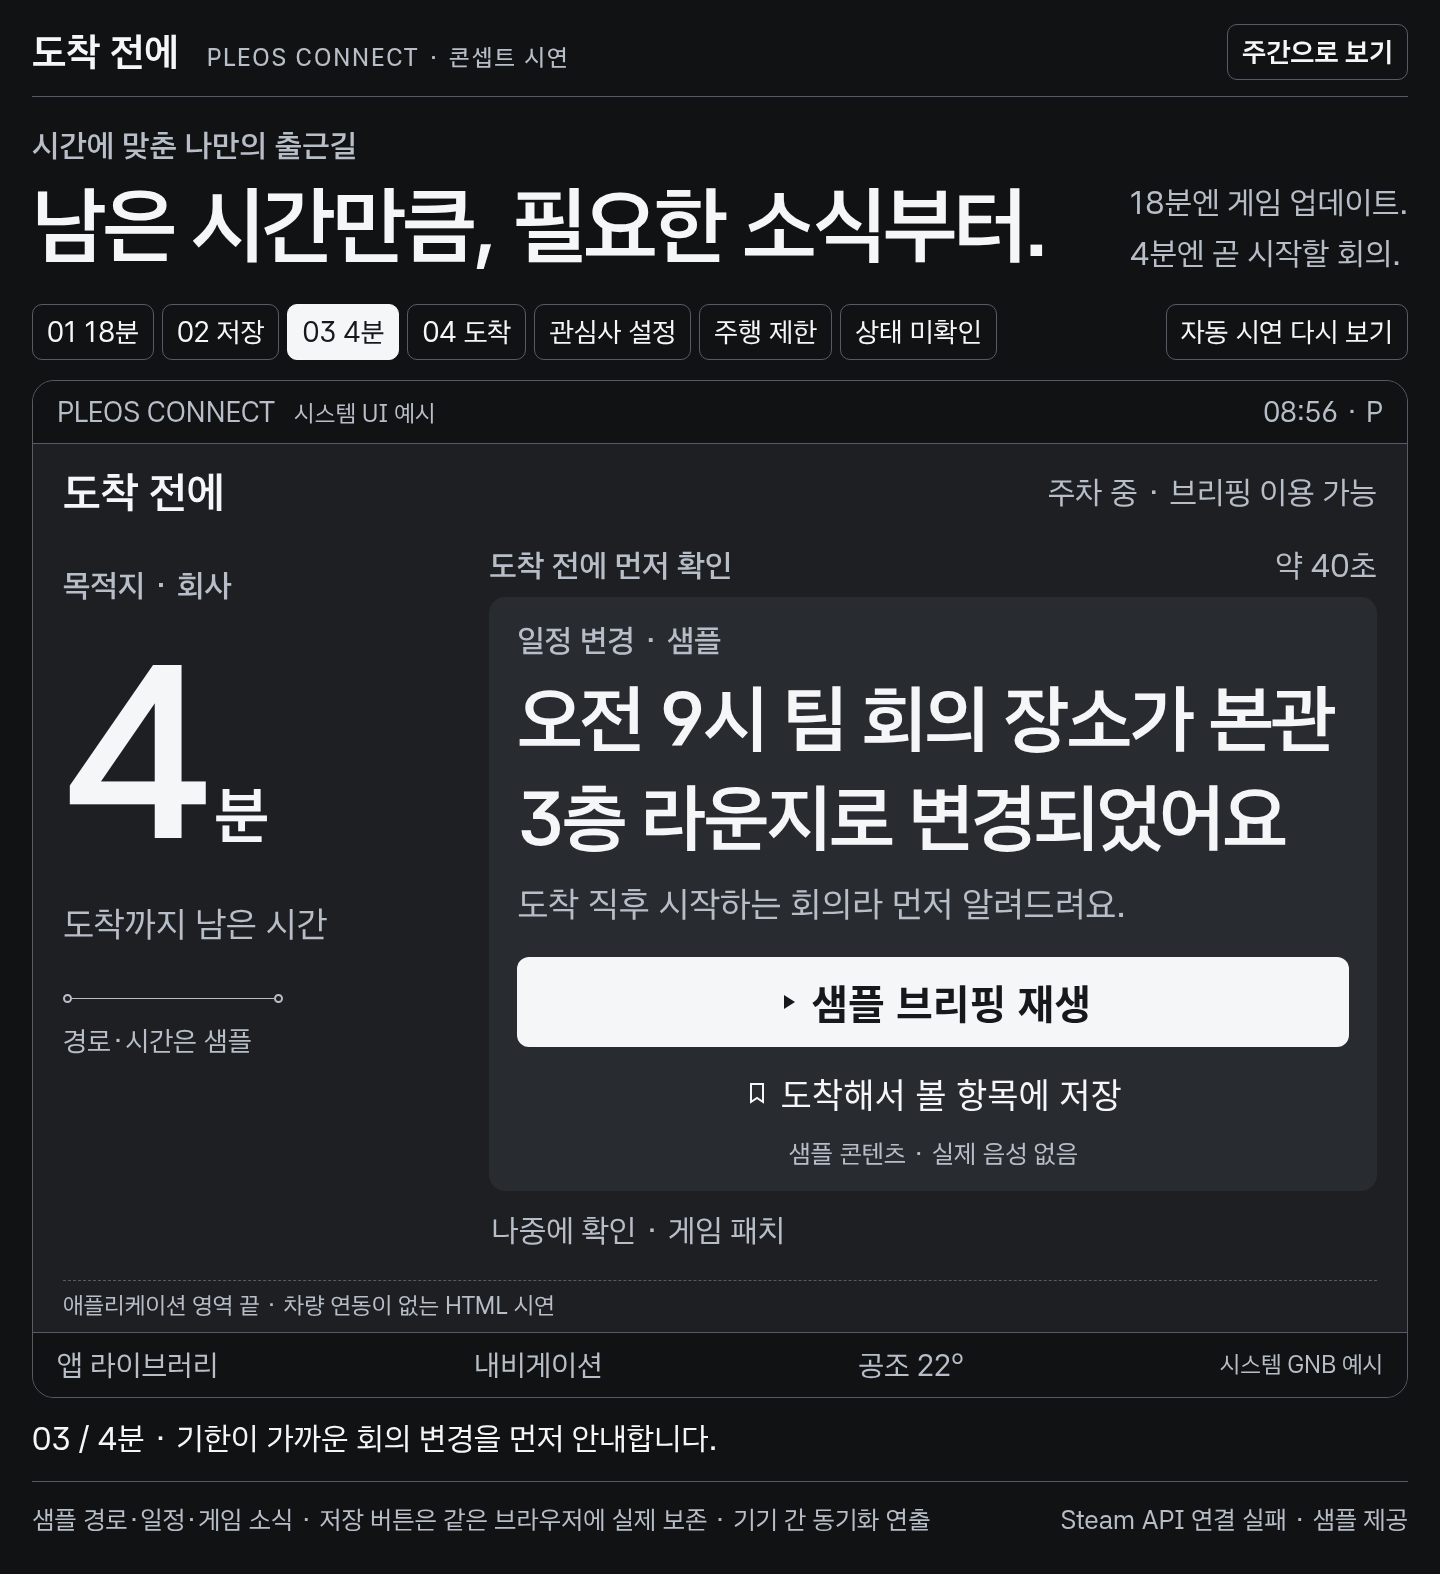 도착 전에 PLEOS CONNECT · 콘셉트 시연
주간으로 보기
시간에 맞춘 나만의 출근길
남은 시간만큼, 필요한 소식부터.
18분엔 게임 업데이트.
4분엔 곧 시작할 회의.
01 18분
02 저장
03 4분
04 도착
관심사 설정
주행 제한
상태 미확인
자동 시연 다시 보기
PLEOS CONNECT 시스템 UI 예시
08:56 · P
도착 전에
주차 중 · 브리핑 이용 가능
목적지 · 회사
4분
도착까지 남은 시간
경로·시간은 샘플
도착 전에 먼저 확인
약 40초
일정 변경 · 샘플
오전 9시 팀 회의 장소가 본관
3층 라운지로 변경되었어요
도착 직후 시작하는 회의라 먼저 알려드려요.
샘플 브리핑 재생
도착해서 볼 항목에 저장
샘플 콘텐츠 · 실제 음성 없음
나중에 확인 · 게임 패치
애플리케이션 영역 끝 · 차량 연동이 없는 HTML 시연
앱 라이브러리
내비게이션
공조 22°
시스템 GNB 예시
03 / 4분 · 기한이 가까운 회의 변경을 먼저 안내합니다.
샘플 경로·일정·게임 소식 · 저장 버튼은 같은 브라우저에 실제 보존 · 기기 간 동기화 연출
Steam API 연결 실패 · 샘플 제공